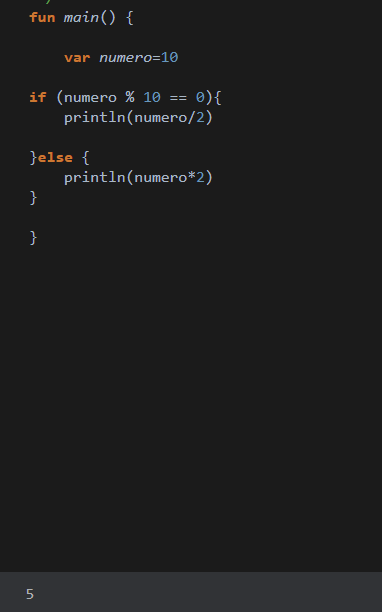 fun main() {
var numero=10
if (numero % 10 == 0){
println(numero/2)
}else {
println(numero*2)
}
}
5